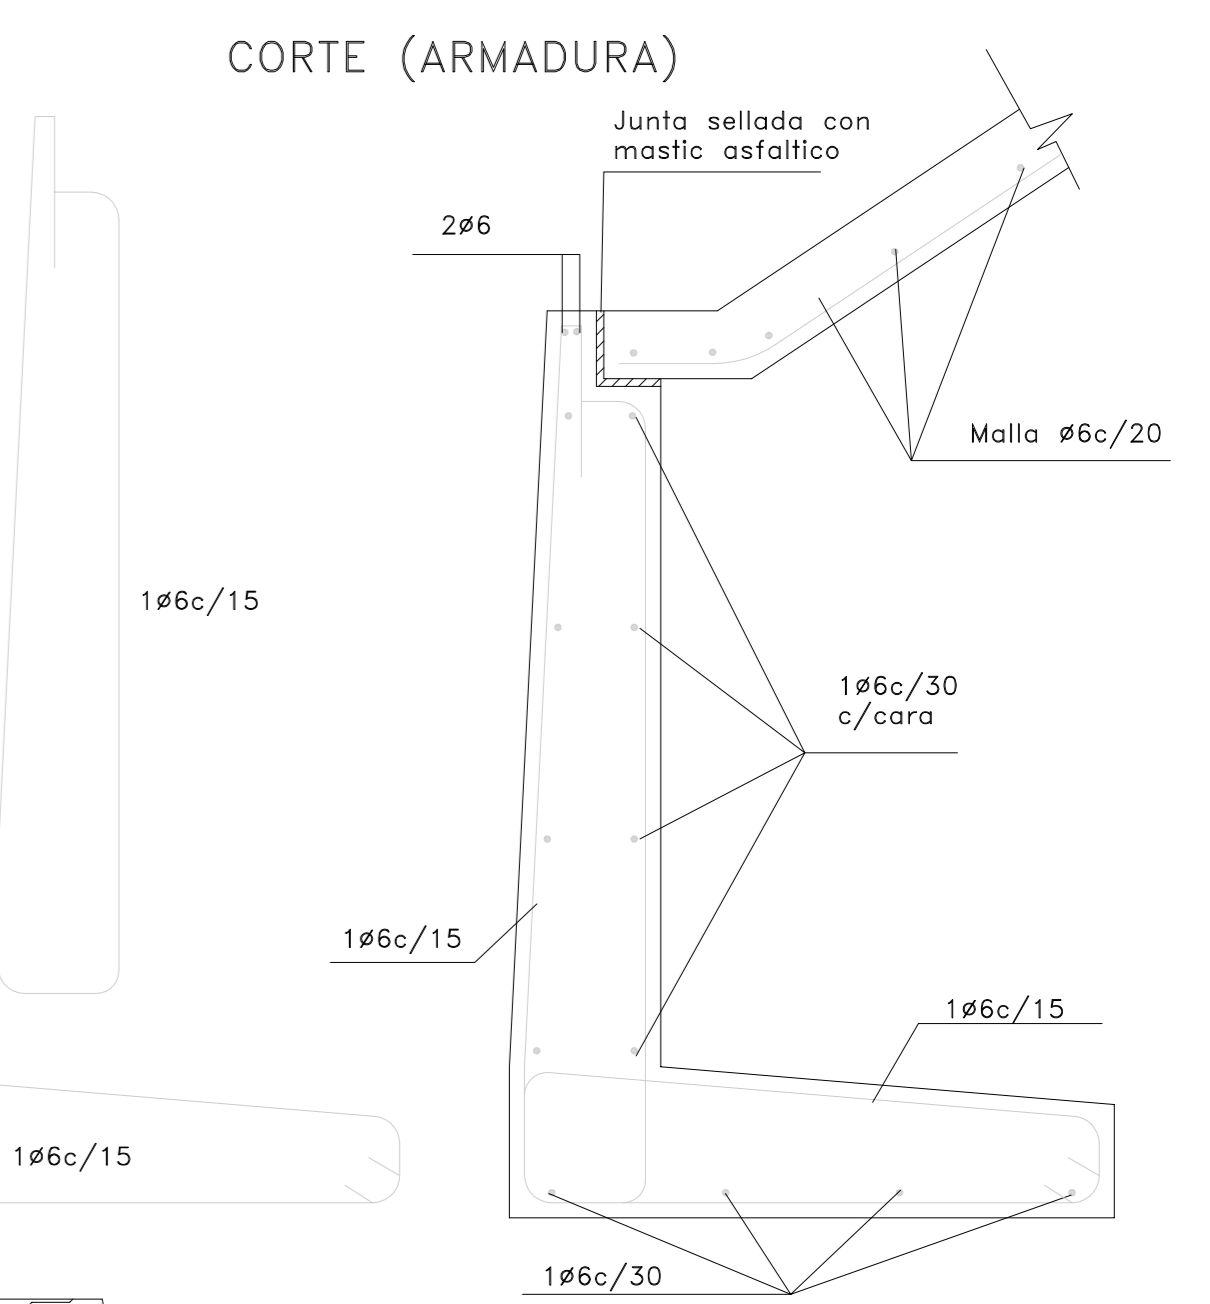 CORTE (ARMADURA)
Junta sellada con
mastic asfaltico
2ø6
Malla ø6c/20
1ø6c/15
1ø6c/30
c/cara
1ø6c/15
1ø6c/15
1ø6c/15
1ø6c/30